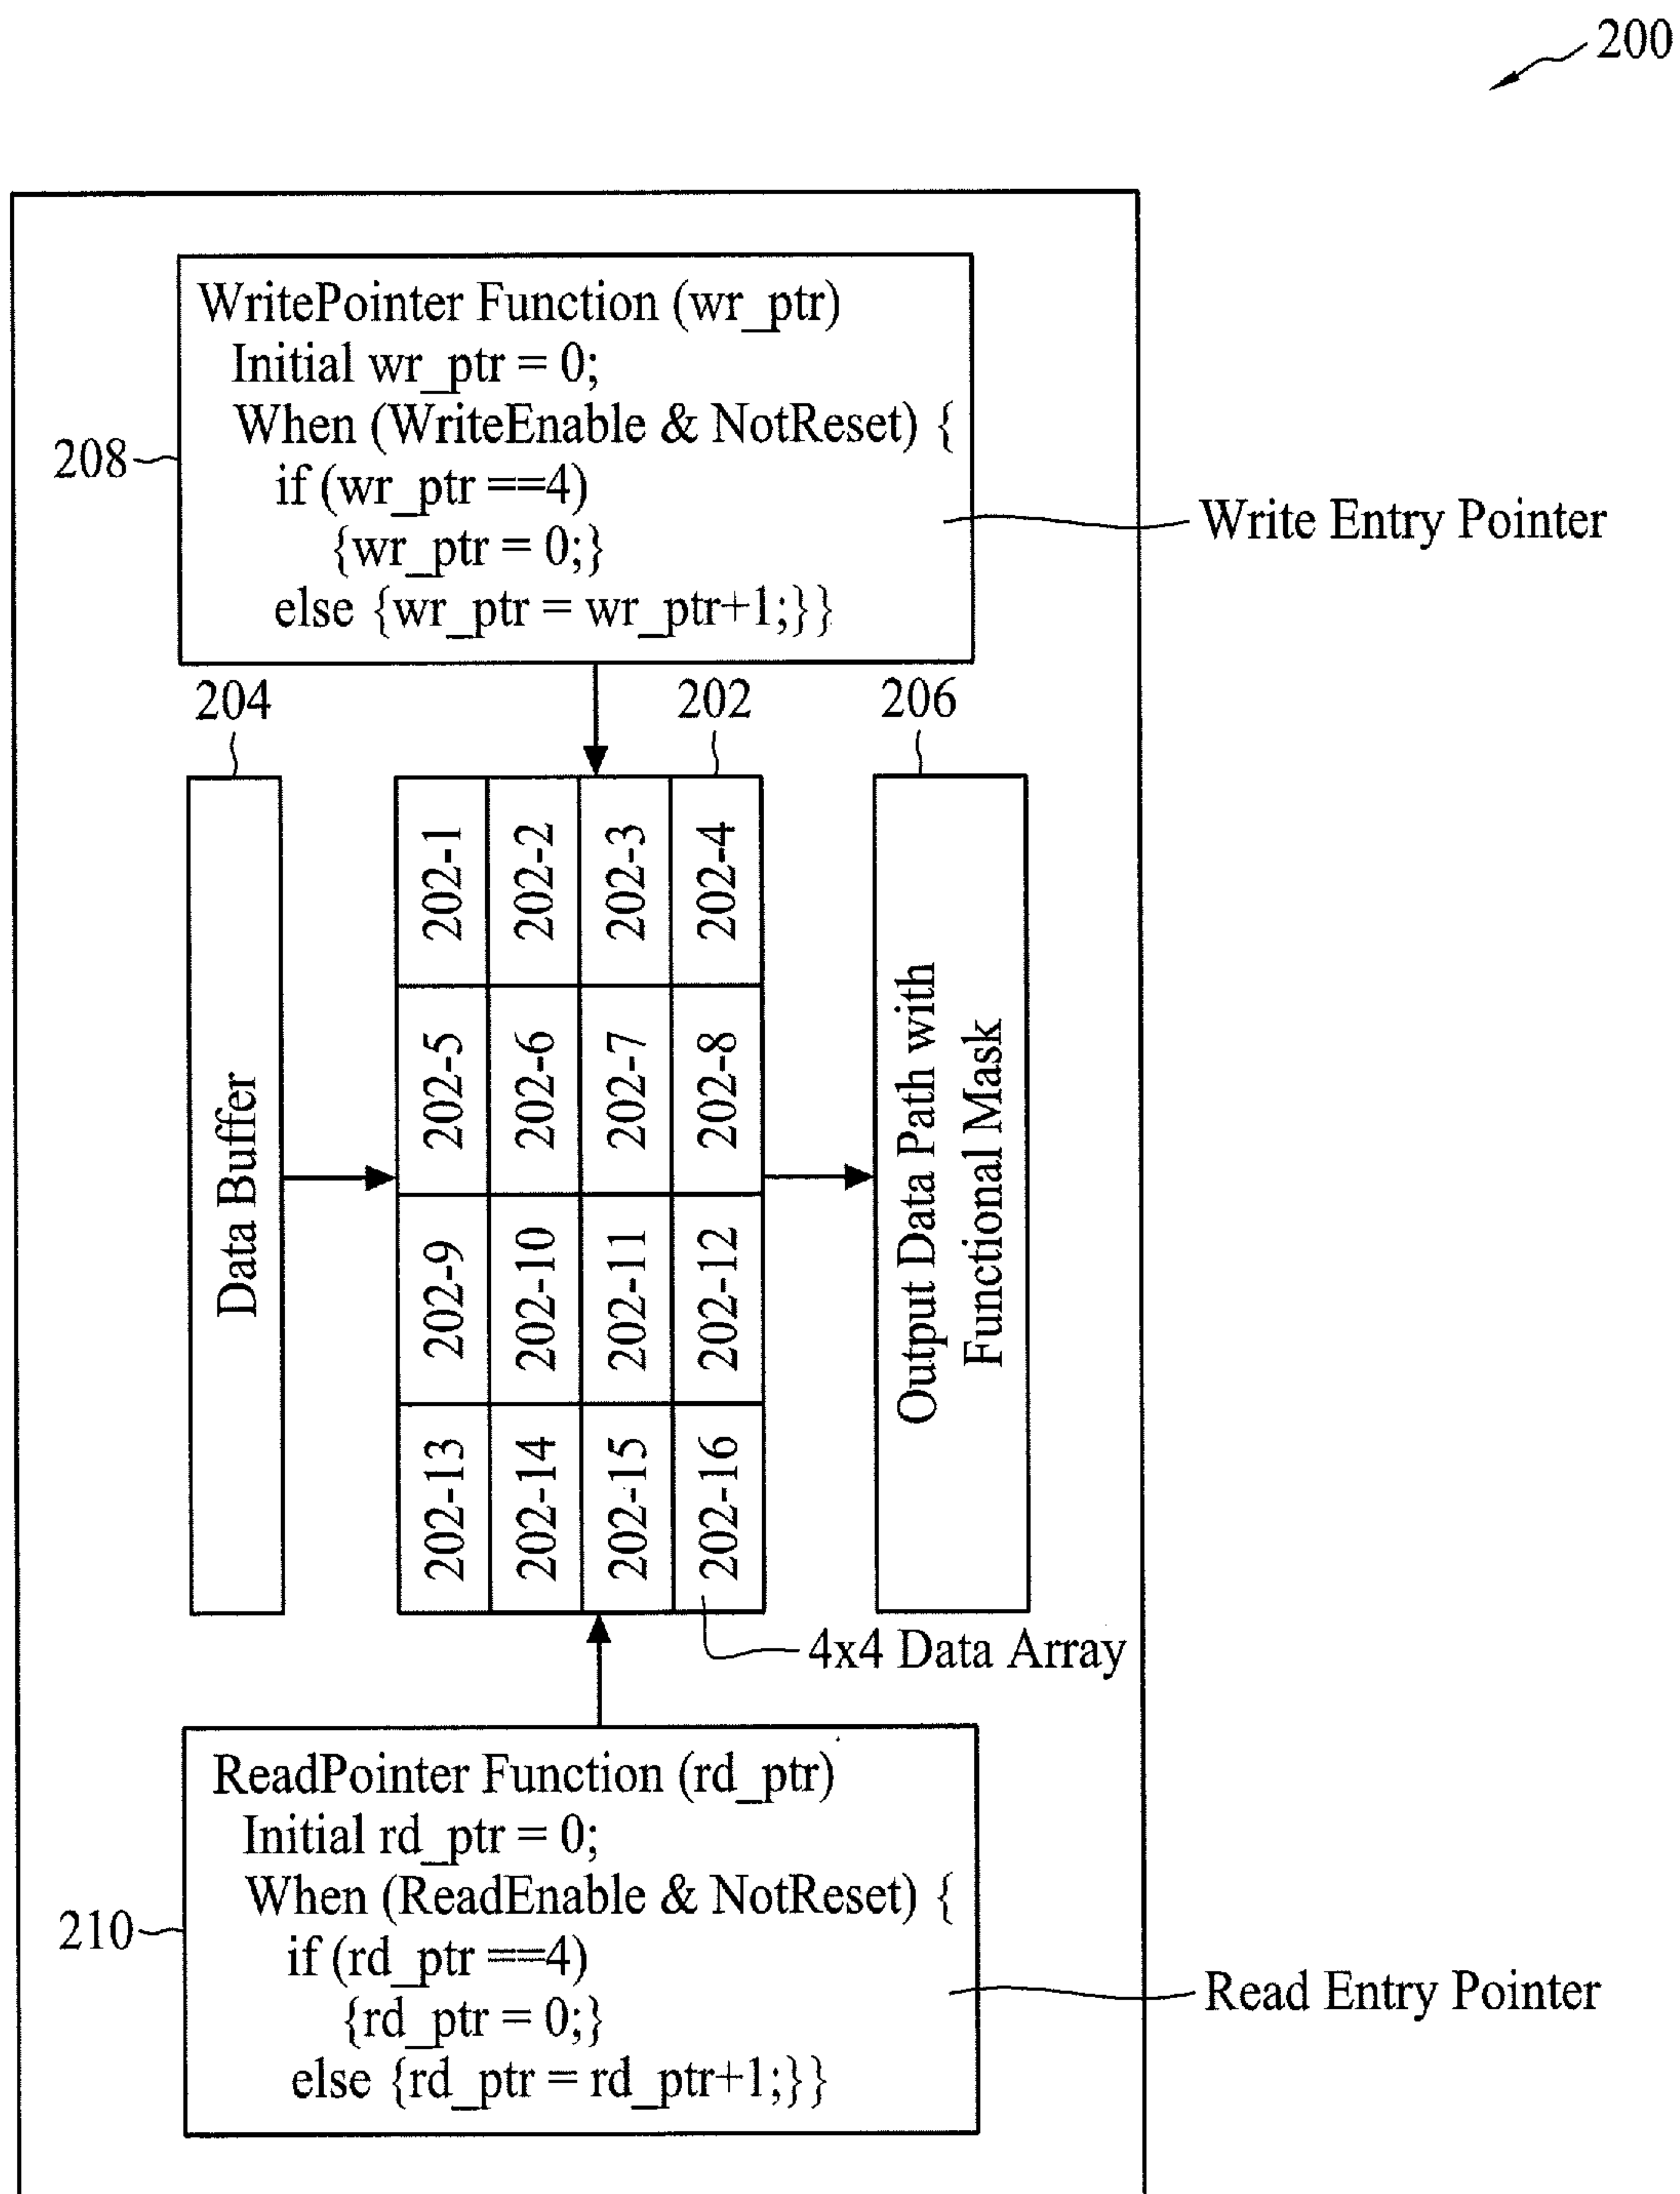 200
WritePointer Function (wr_ptr)
Initial wr_ptr = 0;
When (WriteEnable & NotReset) {
if (wr_ptr ==4)
{wr_ptr = 0;}
else {wr_ptr = wr_ptr+1;}}
208
Write Entry Pointer
204
202
206
Data Buffer
202-1
202-2
202-3
202-4
202-5
202-6
202-7
202-8
202-9
202-10
202-11
202-12
202-13
202-14
202-15
202-16
Output Data Path with
Functional Mask
4x4 Data Array
ReadPointer Function (rd_ptr)
Initial rd_ptr = 0;
When (ReadEnable & NotReset) {
if (rd_ptr ==4)
{rd_ptr = 0;}
else {rd_ptr = rd_ptr+1;}}
210
Read Entry Pointer